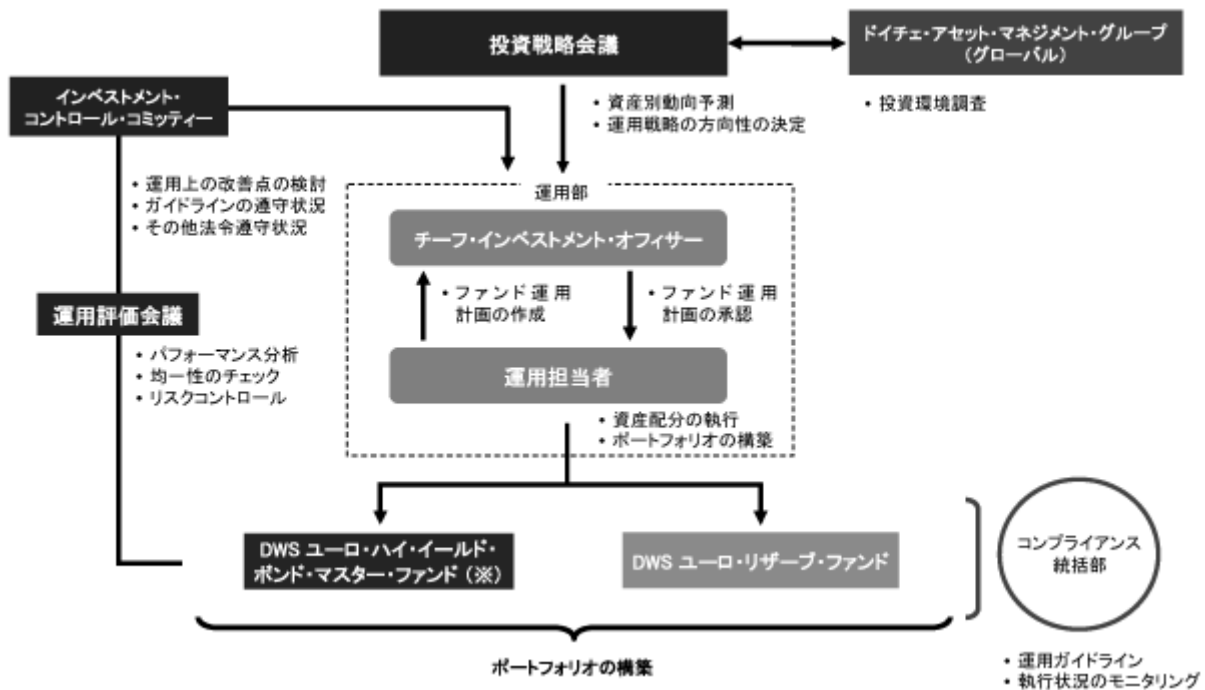 投資戦略会議
ドイチェ・アセット・マネジメント・グループ
（グローバル）
インベストメント・
コントロール・コミッティー
• 資産別動向予測
• 運用戦略の方向性の決定
• 投資環境調査
• 運用上の改善点の検討
• ガイドラインの遵守状況
• その他法令遵守状況
運用部
チーフ・インベストメント・オフィサー
• ファンド運用
計画の作成
• ファンド運用
計画の承認
運用評価会議
• パフォーマンス分析
• 均一性のチェック
• リスクコントロール
運用担当者
• 資産配分の執行
• ポートフォリオの構築
DWS ユーロ・ハイ・イールド・
ボンド・マスター・ファンド（※）
DWS ユーロ・リザーブ・ファンド
コンプライアンス
統括部
ポートフォリオの構築
• 運用ガイドライン
• 執行状況のモニタリング